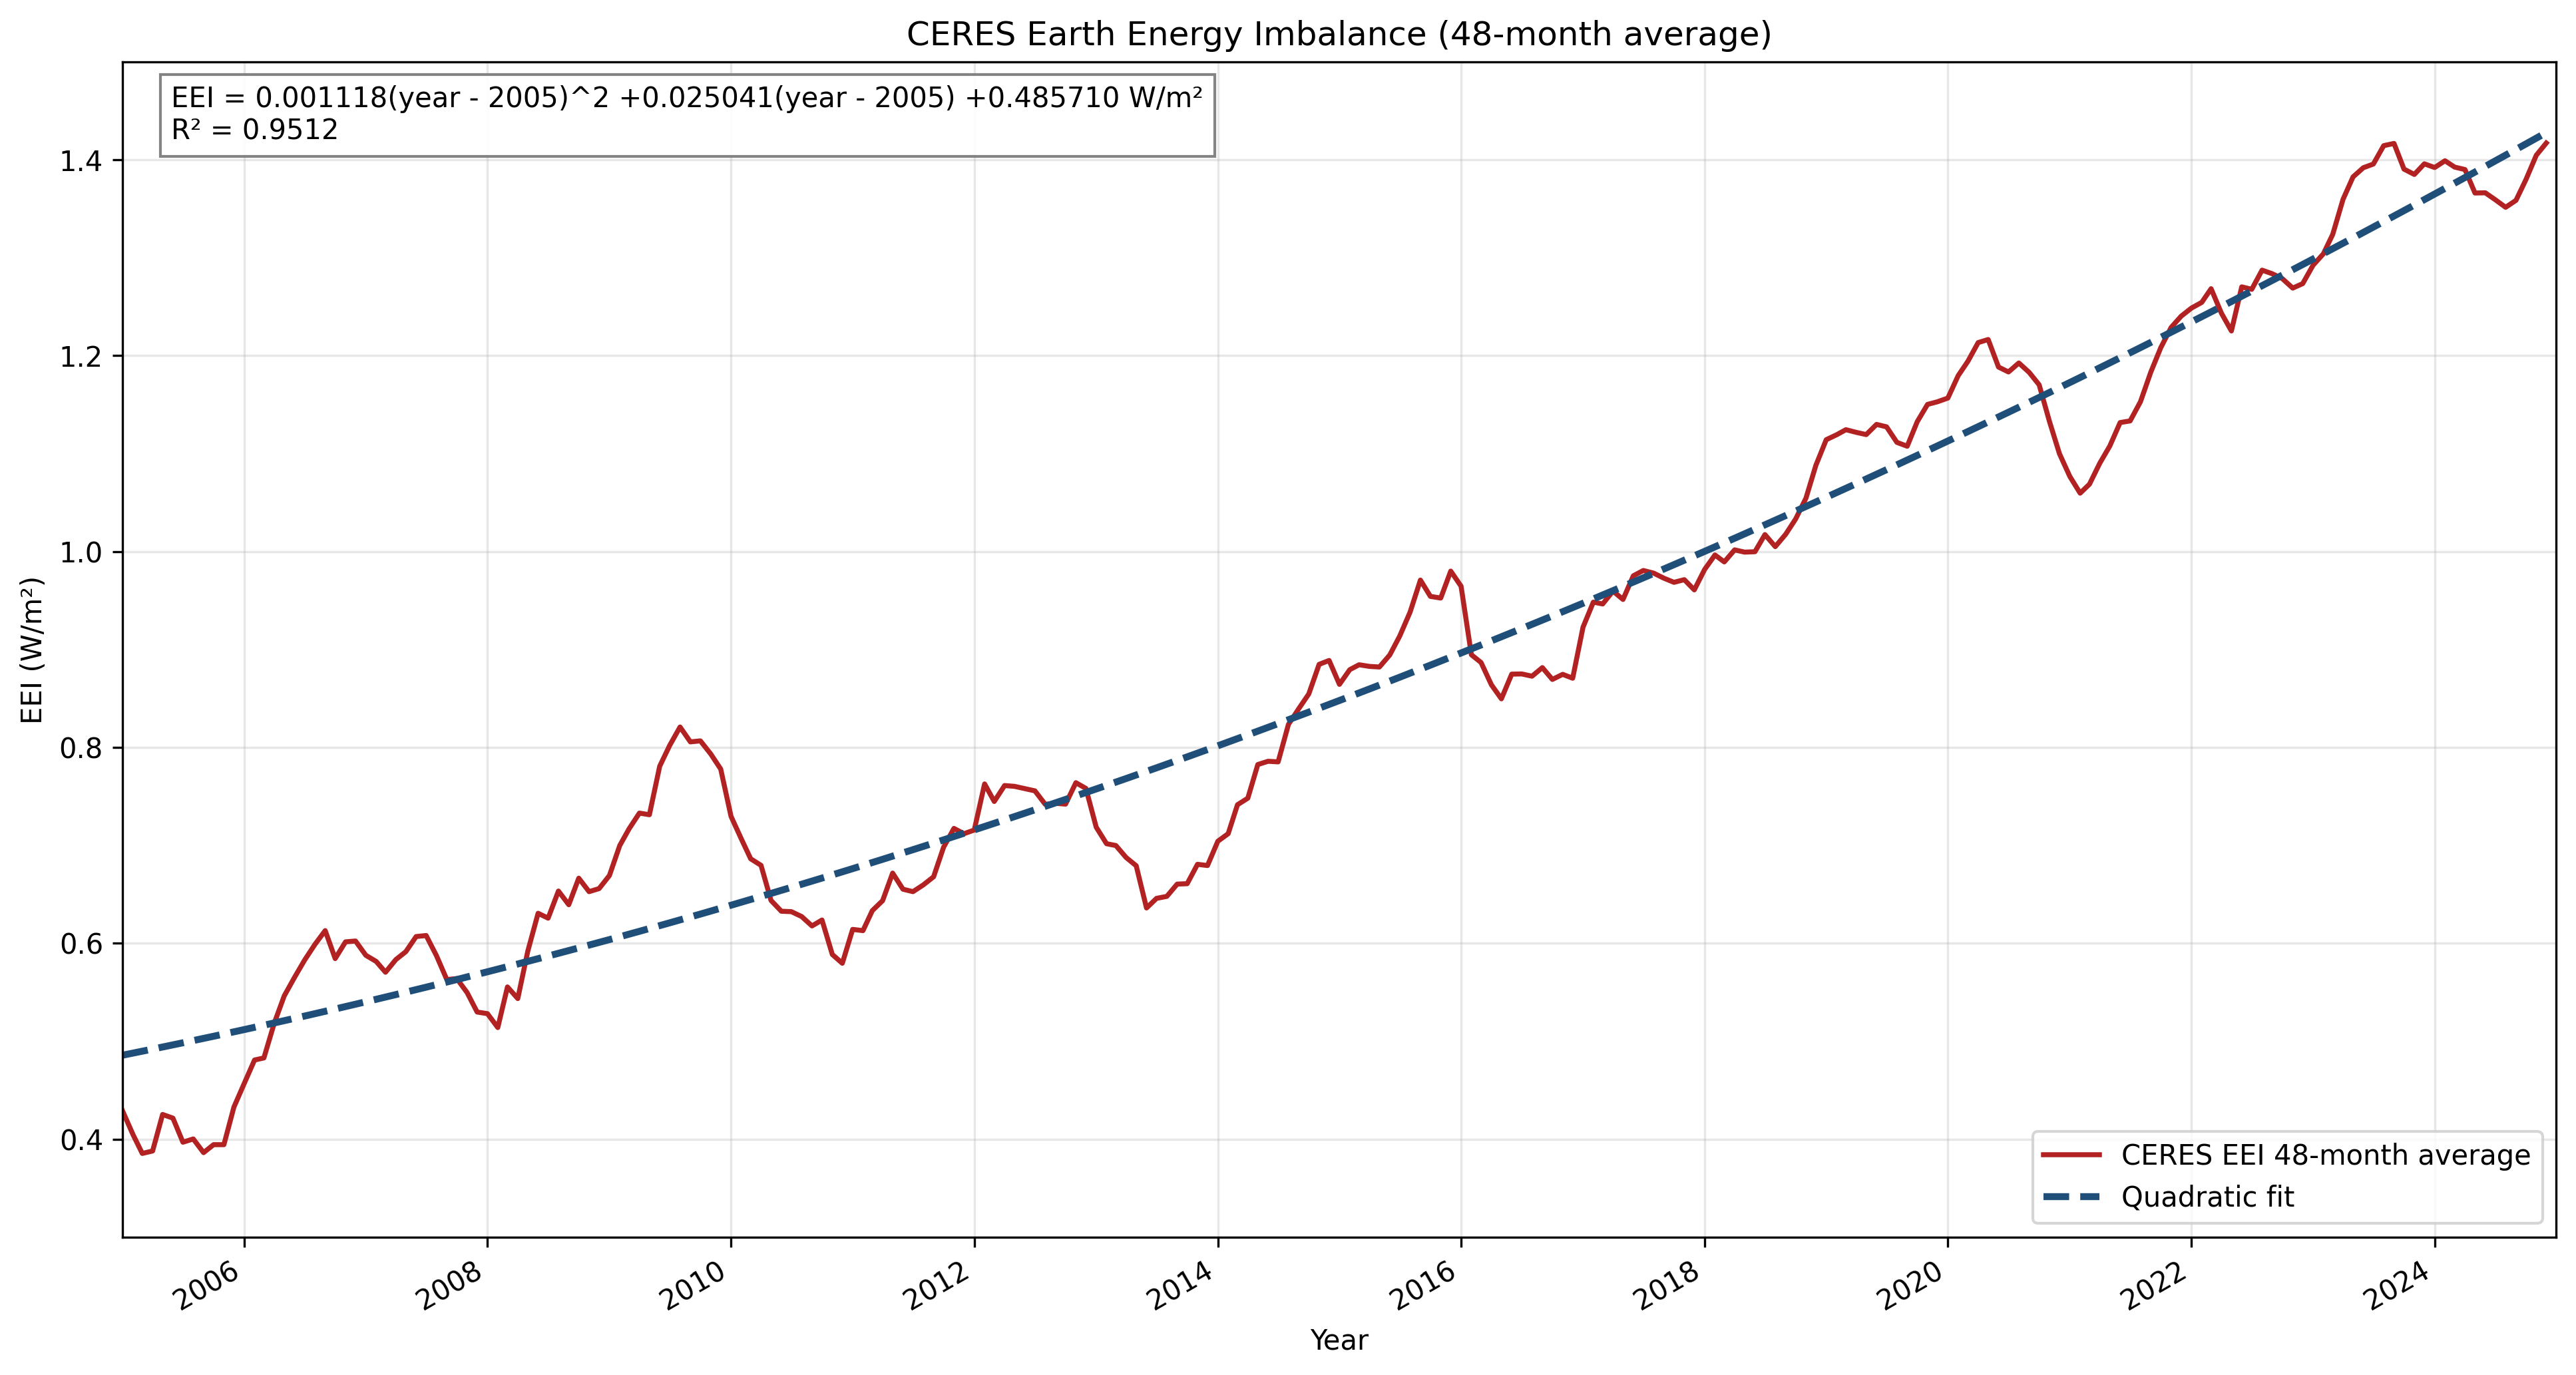 CERES Earth Energy Imbalance (48-month average)
EEI = 0.001118(year - 2005)^2 +0.025041(year - 2005) +0.485710 W/m²
R² = 0.9512
EEI (W/m²)
1.4
1.2
1.0
0.8
0.6
0.4
CERES EEI 48-month average
Quadratic fit
2006
2008
2010
2012
2014
2016
2018
2020
2022
2024
Year